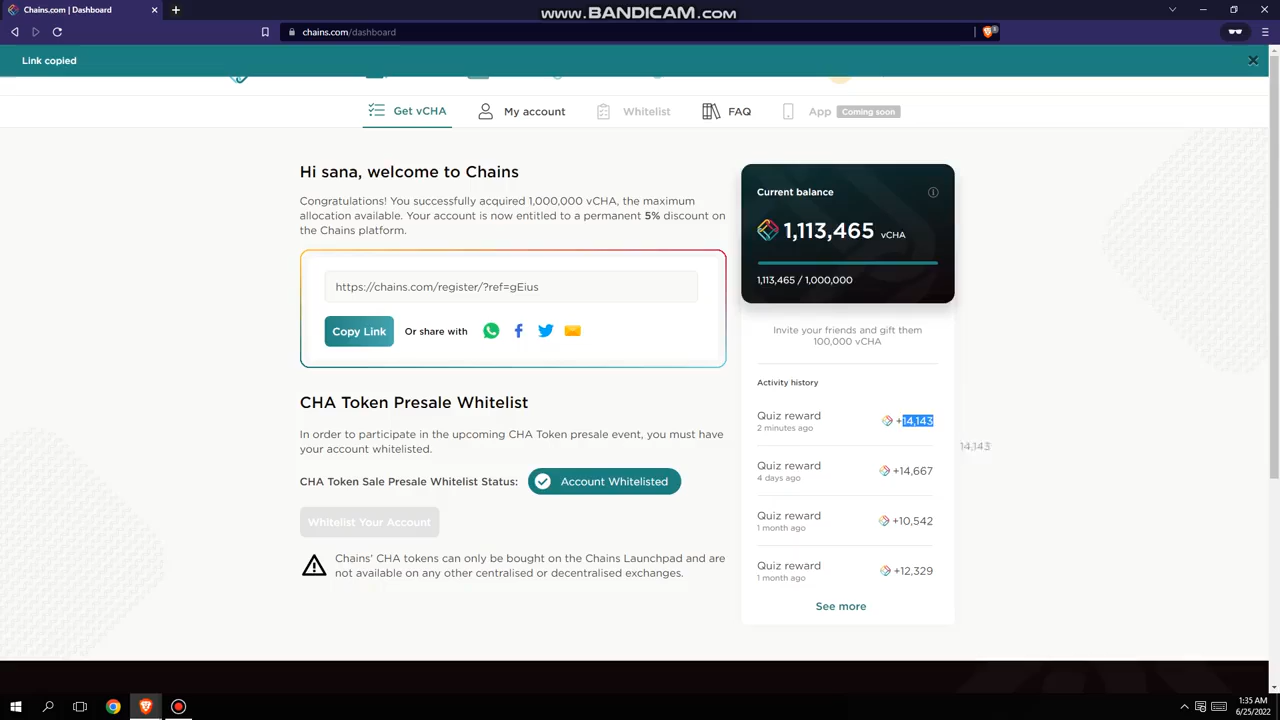 www.BANDICAM.com
Chains.com | Dashboard
chains.com/dashboard
Link copied
Get vCHA
My account
Whitelist
FAQ
App
Coming soon
Hi sana, welcome to Chains
Congratulations! You successfully acquired 1,000,000 vCHA, the maximum
allocation available. Your account is now entitled to a permanent 5% discount on
the Chains platform.
https://chains.com/register/?ref=gEius
Copy Link
Or share with
CHA Token Presale Whitelist
In order to participate in the upcoming CHA Token presale event, you must have
your account whitelisted.
CHA Token Sale Presale Whitelist Status:
Account Whitelisted
Whitelist Your Account
Chains' CHA tokens can only be bought on the Chains Launchpad and are
not available on any other centralised or decentralised exchanges.
Current balance
1,113,465 vCHA
1,113,465 / 1,000,000
Invite your friends and gift them
100,000 vCHA
Activity history
Quiz reward
2 minutes ago
+14,143
14,143
Quiz reward
4 days ago
+14,667
Quiz reward
1 month ago
+10,542
Quiz reward
1 month ago
+12,329
See more
1:35 AM
6/25/2022